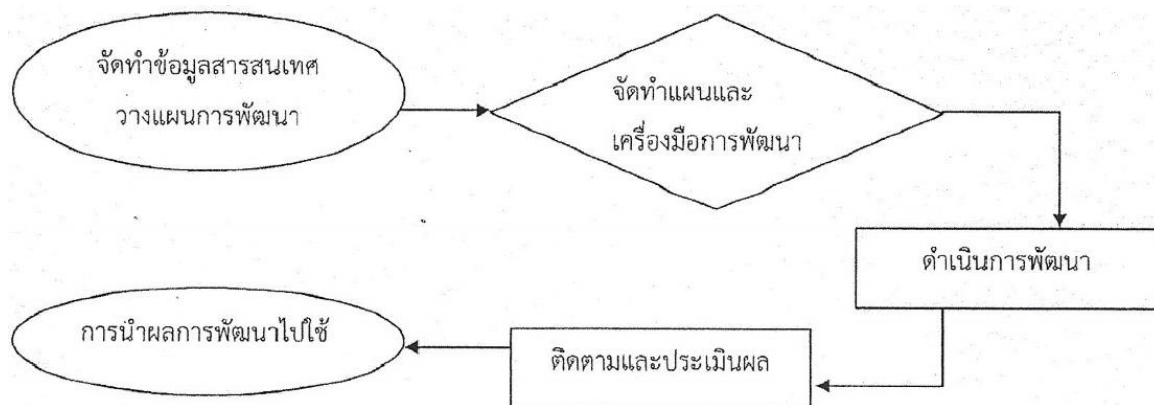 จัดทำข้อมูลสารสนเทศ
วางแผนการพัฒนา
จัดทำแผนและ
เครื่องมือการพัฒนา
ดำเนินการพัฒนา
ติดตามและประเมินผล
การนำผลการพัฒนาไปใช้